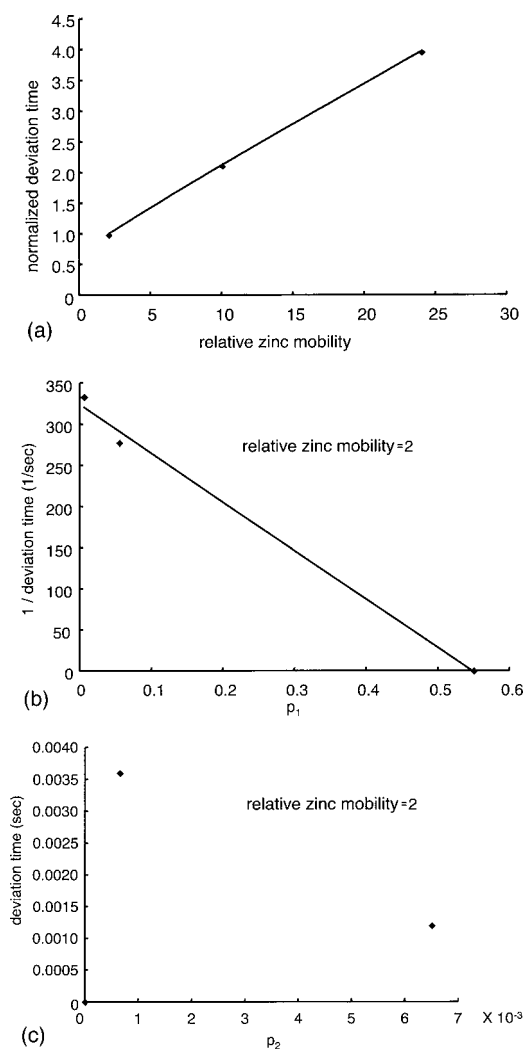 4.5
4.0
3.5
3.0
2.5
2.0
1.5
1.0
0.5
0
normalized deviation time
0 5 10 15 20 25 30
(a)
relative zinc mobility
350
300
250
200
150
100
50
0
1 / deviation time (1/sec)
relative zinc mobility=2
0 0.1 0.2 0.3 0.4 0.5 0.6
(b)
p1
0.0040
0.0035
0.0030
0.0025
0.0020
0.0015
0.0010
0.0005
0
deviation time (sec)
relative zinc mobility=2
0 1 2 3 4 5 6 7 X 10-3
(c)
p2